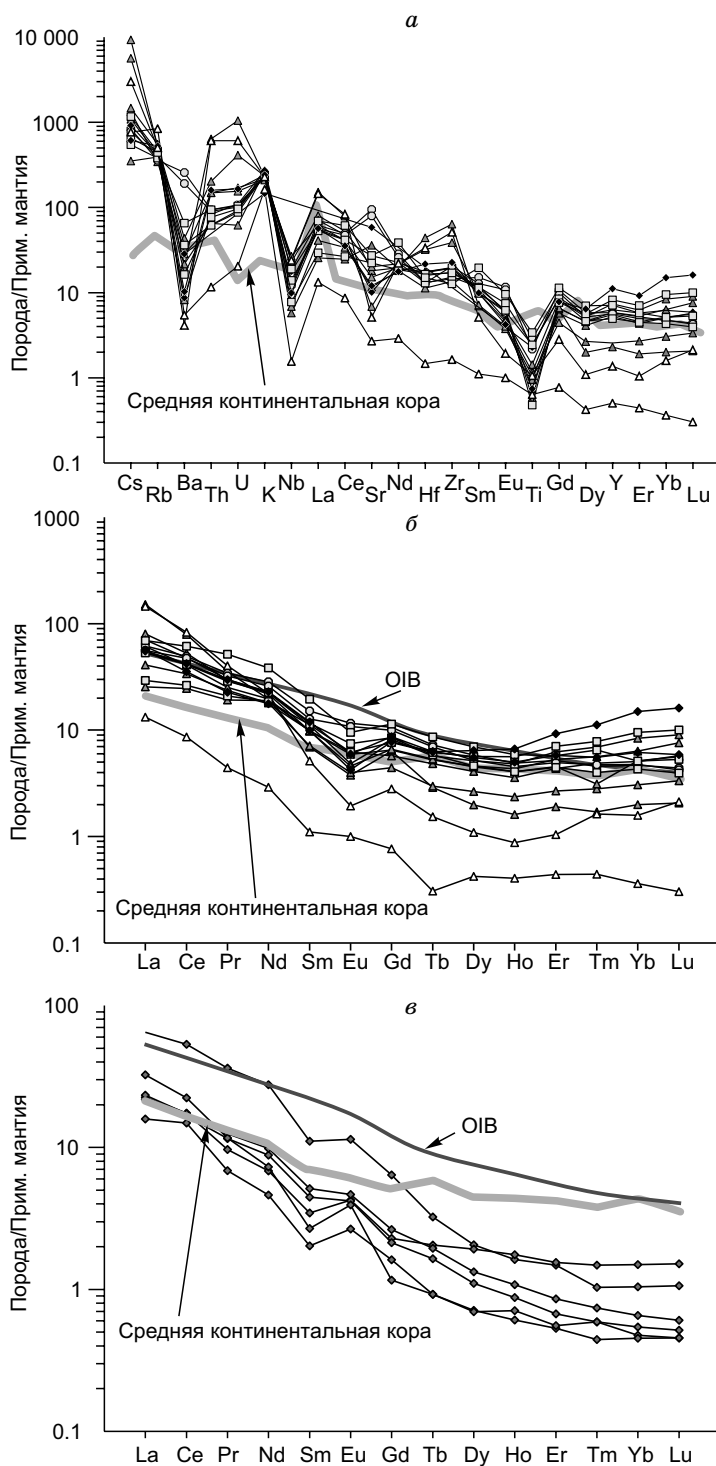 а
10 000
1000
100
10
1
0.1
Порода/Прим. мантия
Средняя континентальная кора
Cs Rb Ba Th U K Nb La Ce Sr Nd Hf Zr Sm Eu Ti Gd Dy Y Er Yb Lu
б
1000
100
10
1
0.1
Порода/Прим. мантия
OIB
Средняя континентальная кора
La Ce Pr Nd Sm Eu Gd Tb Dy Ho Er Tm Yb Lu
в
100
10
1
0.1
Порода/Прим. мантия
OIB
Средняя континентальная кора
La Ce Pr Nd Sm Eu Gd Tb Dy Ho Er Tm Yb Lu